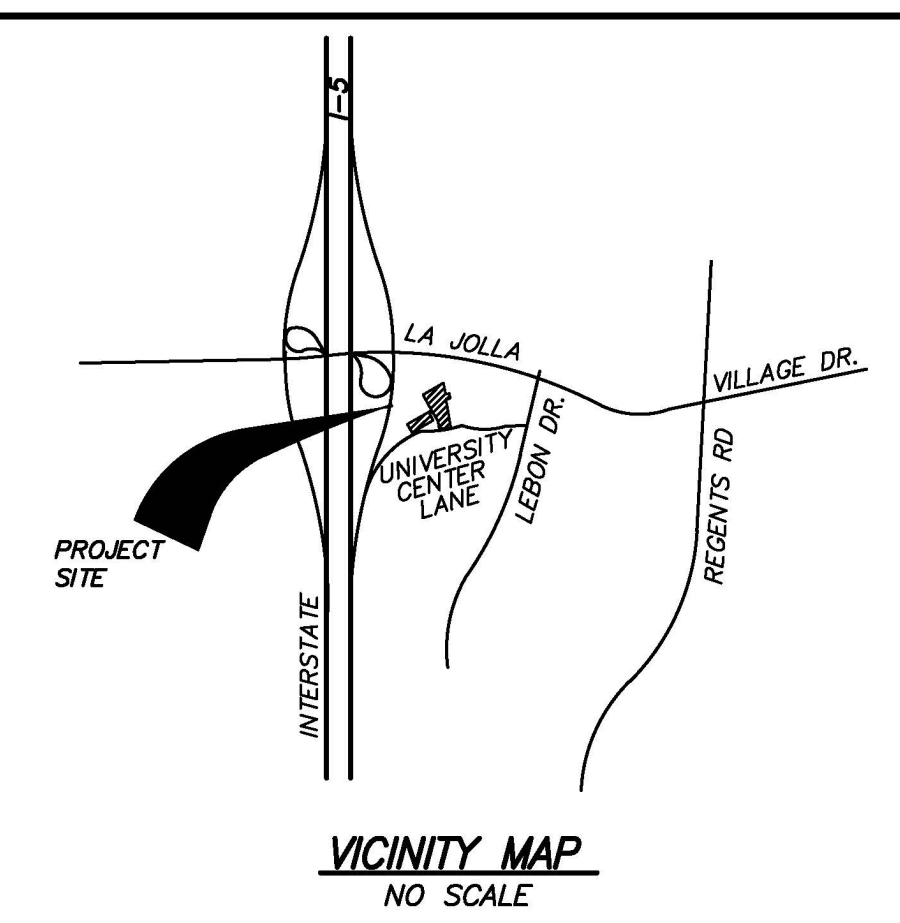 I-5
LA JOLLA
VILLAGE DR.
LEBON DR.
UNIVERSITY
CENTER
LANE
REGENTS RD
PROJECT
SITE
INTERSTATE
VICINITY MAP
NO SCALE